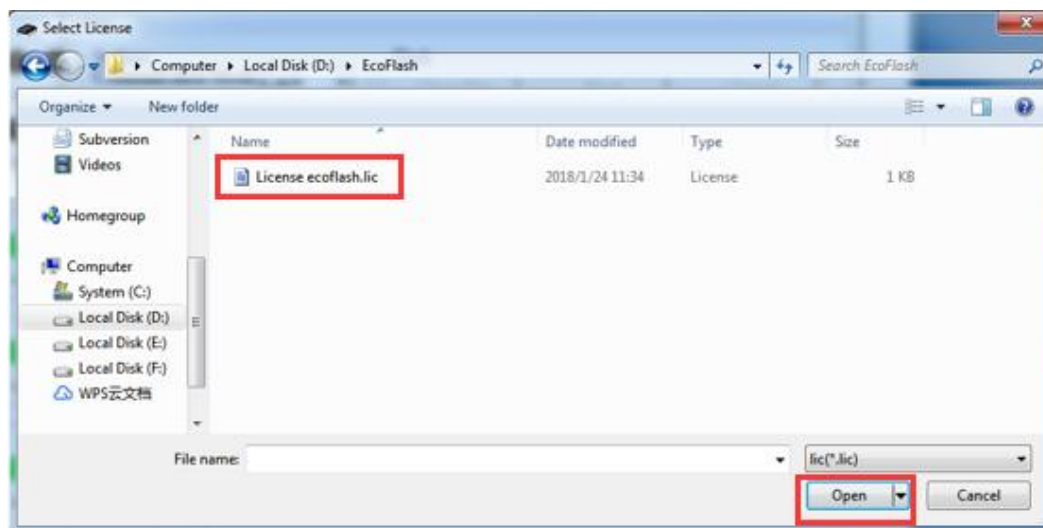 Select License
Computer Local Disk (D:) EcoFlash
Search EcoFlash
Organize New folder
Name Date modified Type Size
Subversion
Videos
License ecoflash.lic 2018/1/24 11:34 License 1 KB
Homegroup
Computer
System (C:)
Local Disk (D:)
Local Disk (E:)
Local Disk (F:)
WPS云文档
File name: lic(*.lic)
Open Cancel